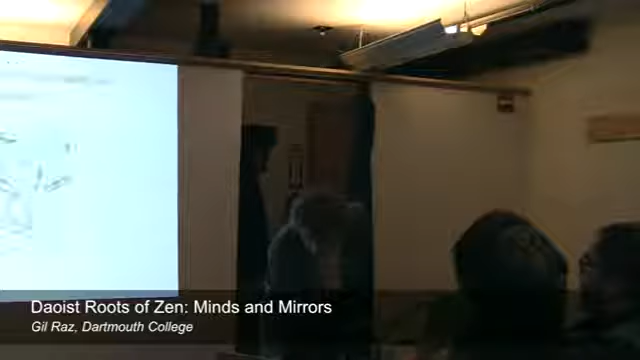 Daoist Roots of Zen: Minds and Mirrors
Gil Raz, Dartmouth College